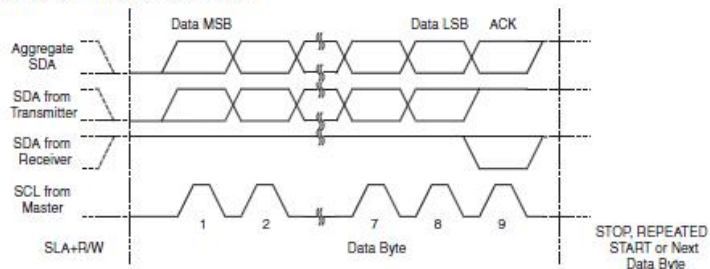 Data MSB
Data LSB
ACK
Aggregate
SDA
SDA from
Transmitter
SDA from
Receiver
SCL from
Master
1
2
7
8
9
SLA+R/W
Data Byte
STOP, REPEATED
START or Next
Data Byte